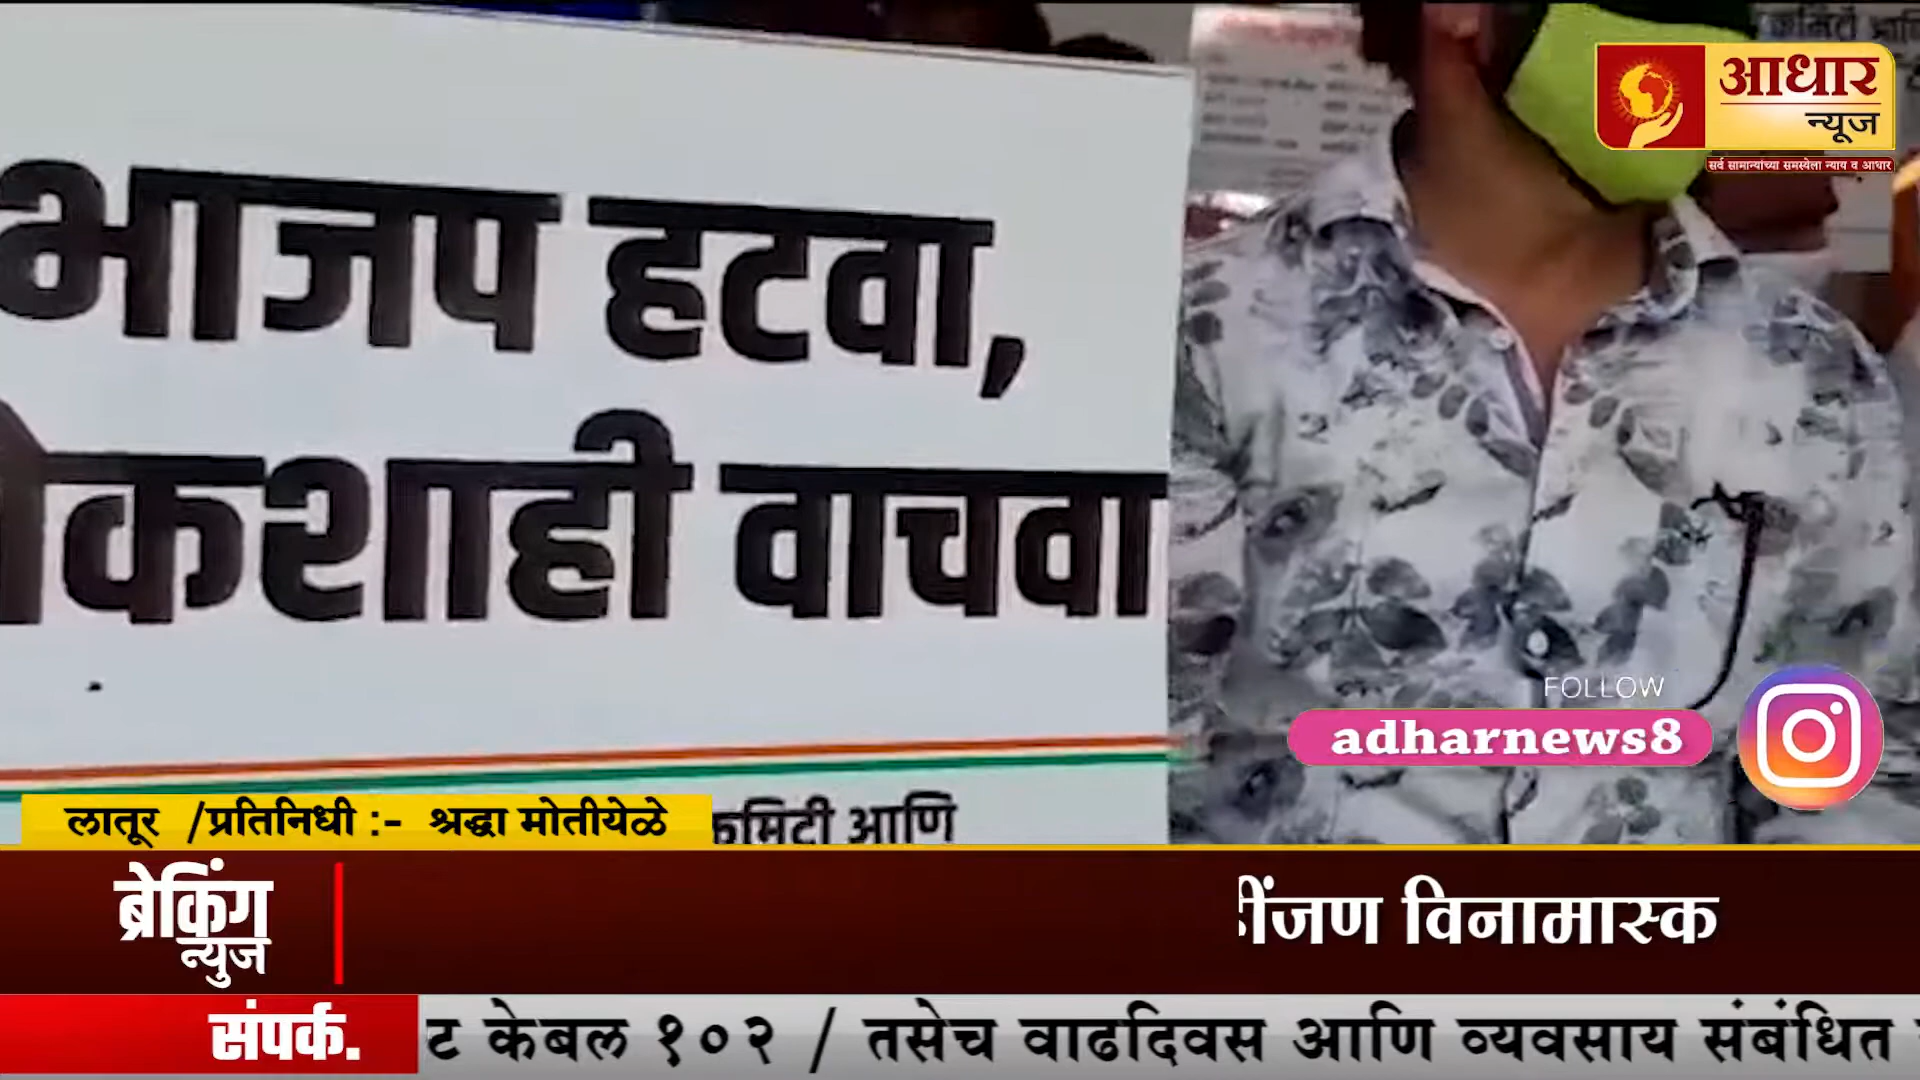 आधार
न्यूज
सर्व सामान्यांच्या समस्येला न्याय व आधार
भाजप हटवा,
वाचवा
FOLLOW
adharnews8
कमिटी आणि
लातूर /प्रतिनिधी :- श्रद्धा मोतीयेळे
ब्रेकिंग
न्युज
विनामास्क
संपर्क.
केबल १०२ / तसेच वाढदिवस आणि व्यवसाय संबंधित